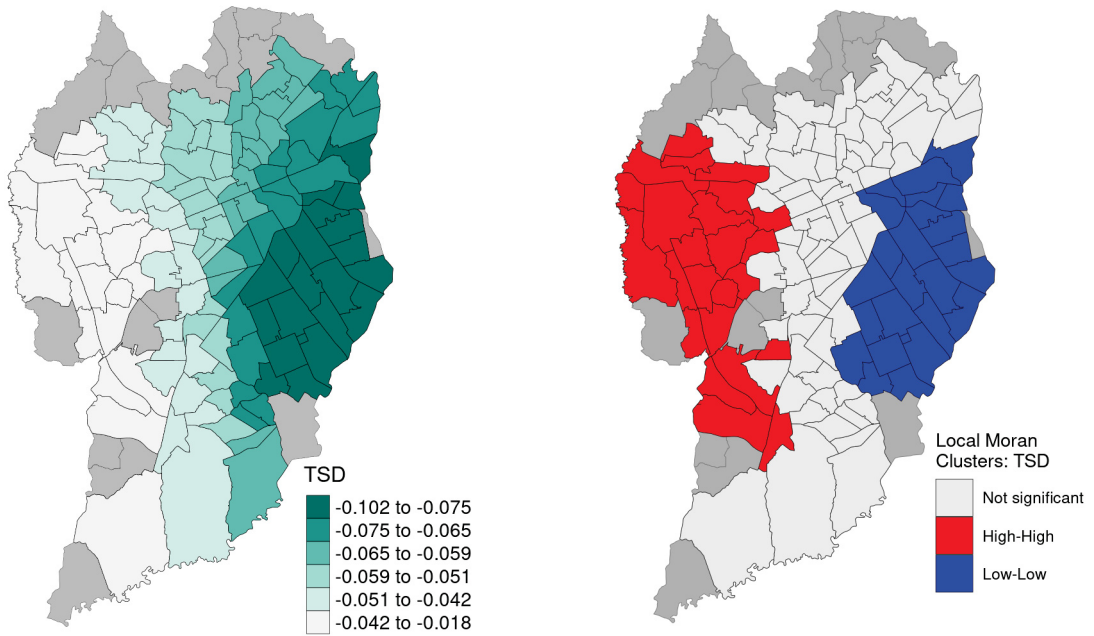 TSD
-0.102 to -0.075
-0.075 to -0.065
-0.065 to -0.059
-0.059 to -0.051
-0.051 to -0.042
-0.042 to -0.018
Local Moran
Clusters: TSD
Not significant
High-High
Low-Low